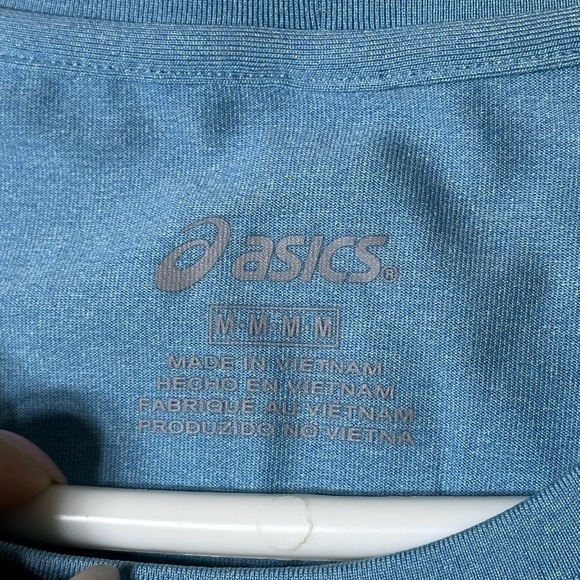 asics®
M·M·M·M
MADE IN VIETNAM
HECHO EN VIETNAM
FABRIQUÉ AU VIETNAM
PRODUZIDO NO VIETNA